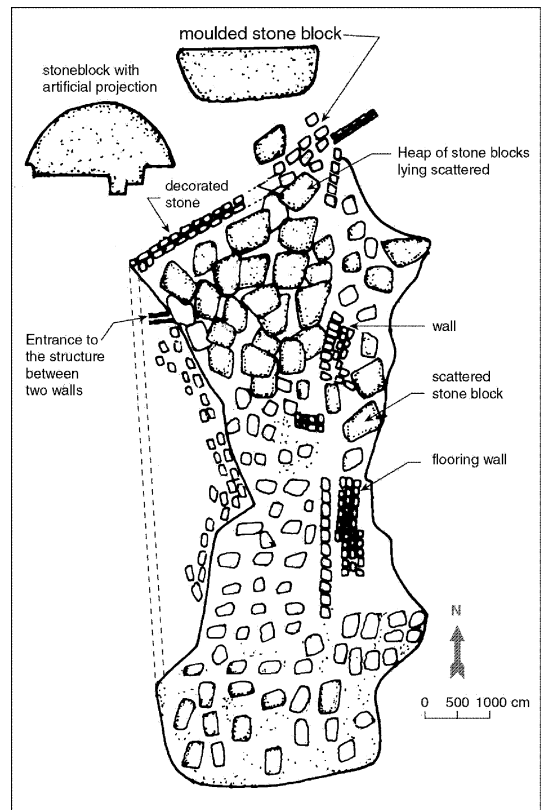 moulded stone block
stoneblock with
artificial projection
Heap of stone blocks
lying scattered
decorated
stone
Entrance to
the structure
between
two walls
wall
scattered
stone block
flooring wall
N
0 500 1000 cm